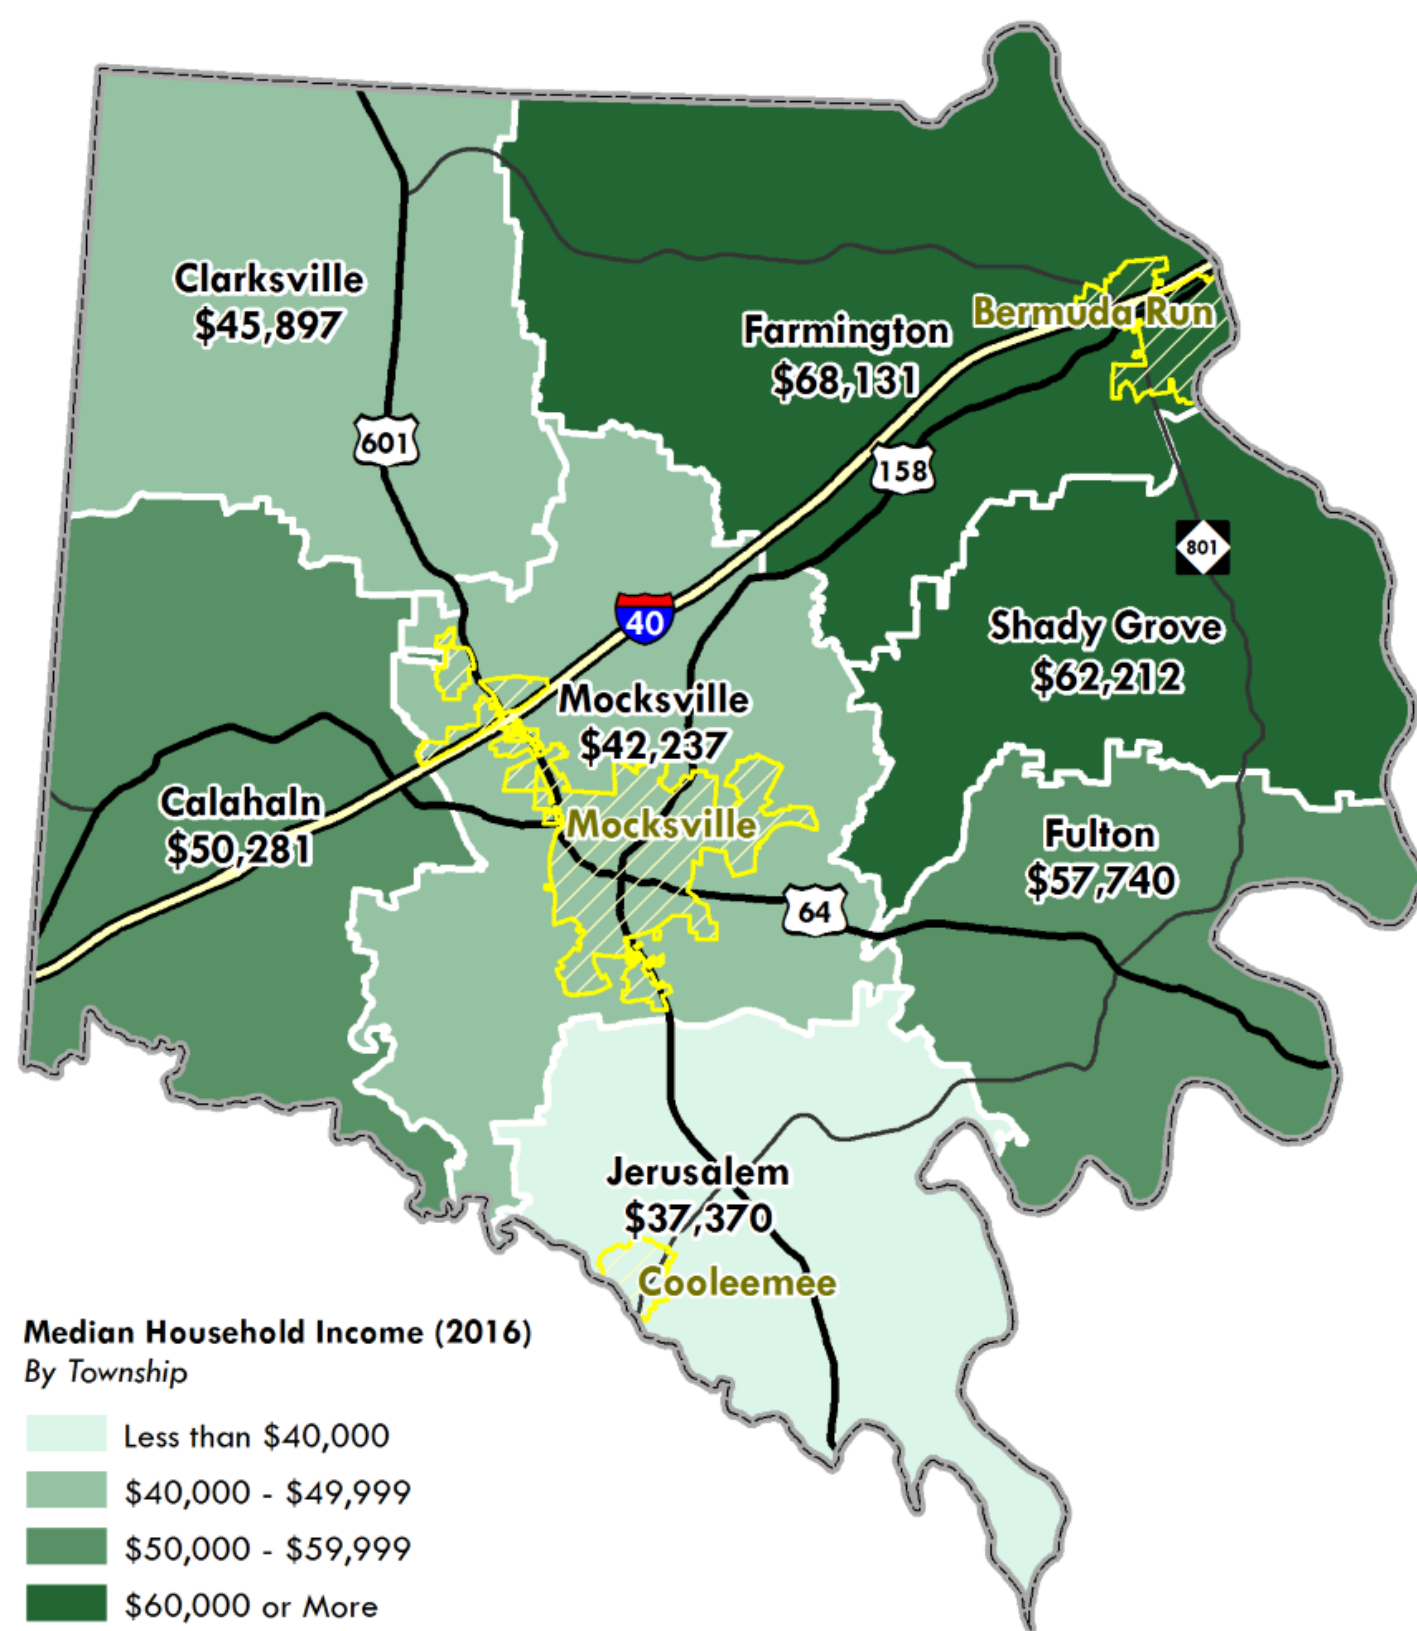 Clarksville
$45,897
Farmington
$68,131
Bermuda Run
601
158
801
40
Shady Grove
$62,212
Mocksville
$42,237
Calahaln
$50,281
Mocksville
Fulton
$57,740
64
Jerusalem
$37,370
Cooleemee
Median Household Income (2016)
By Township
Less than $40,000
$40,000 - $49,999
$50,000 - $59,999
$60,000 or More